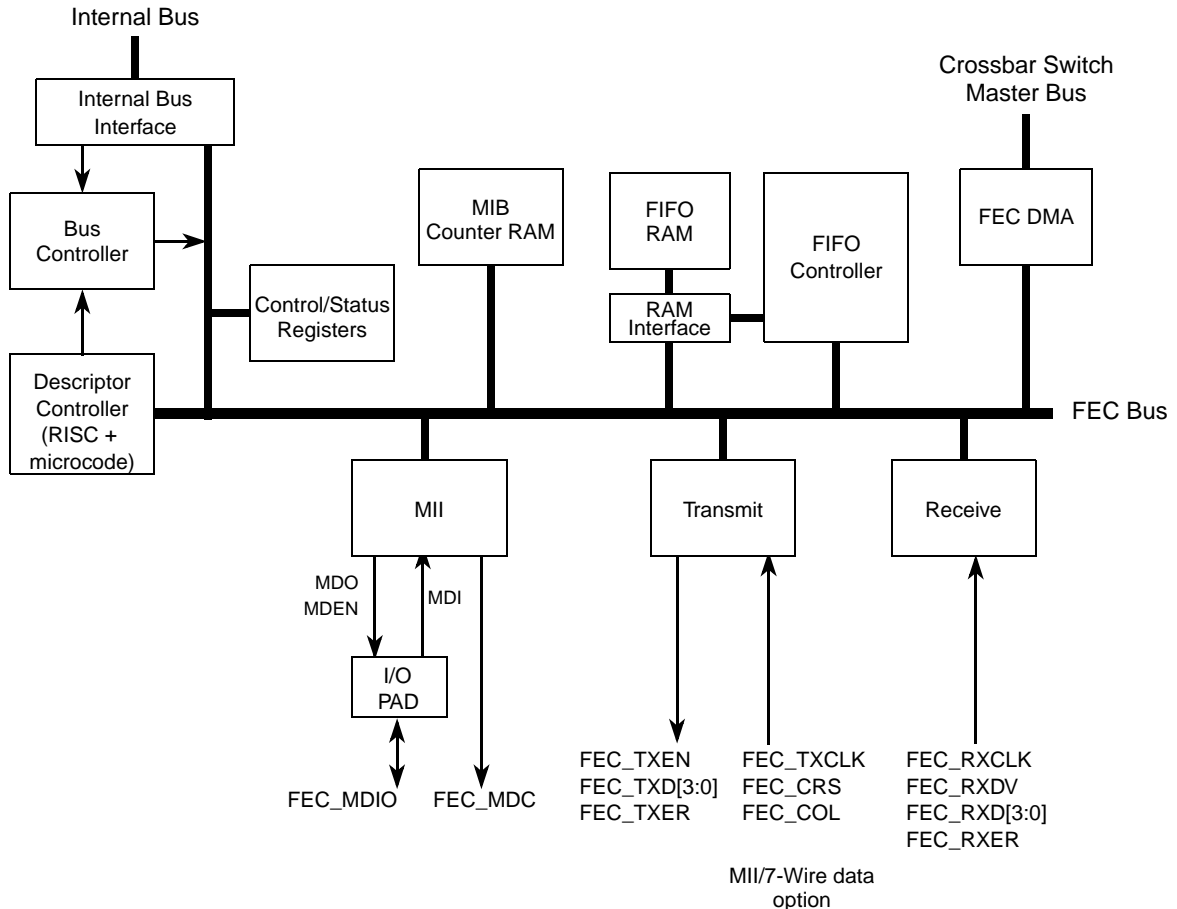 Internal Bus
Crossbar Switch
Master Bus
Internal Bus
Interface
Bus
Controller
MIB
Counter RAM
FIFO
RAM
FIFO
Controller
FEC DMA
Control/Status
Registers
RAM
Interface
Descriptor
Controller
(RISC +
microcode)
FEC Bus
MII
Transmit
Receive
MDO
MDEN
MDI
I/O
PAD
FEC_MDIO
FEC_MDC
FEC_TXEN
FEC_TXD[3:0]
FEC_TXER
FEC_TXCLK
FEC_CRS
FEC_COL
FEC_RXCLK
FEC_RXDV
FEC_RXD[3:0]
FEC_RXER
MII/7-Wire data
option